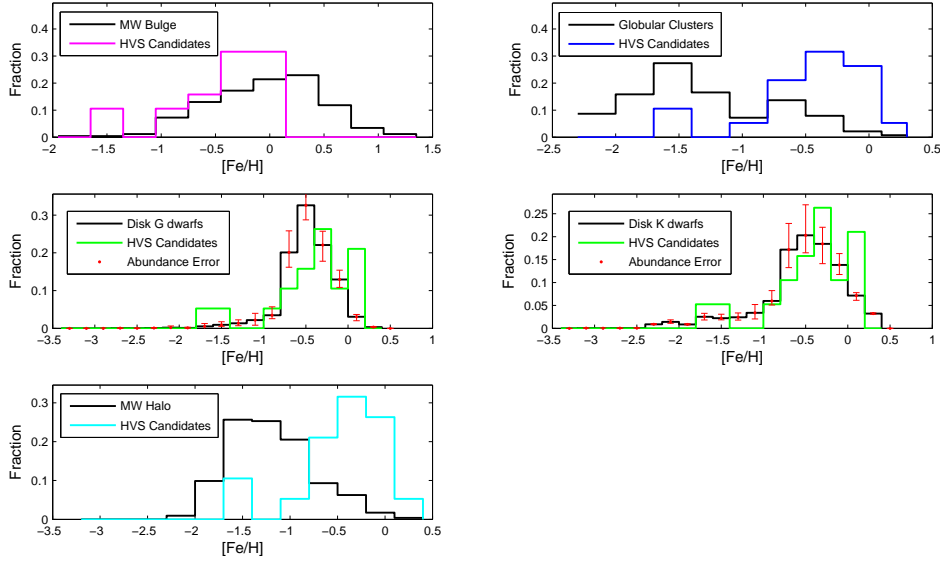 MW Bulge
HVS Candidates
Fraction
0.4
0.3
0.2
0.1
0
−2 −1.5 −1 −0.5 0 0.5 1 1.5
[Fe/H]
Globular Clusters
HVS Candidates
Fraction
0.4
0.3
0.2
0.1
0
−2.5 −2 −1.5 −1 −0.5 0 0.5
[Fe/H]
Disk G dwarfs
HVS Candidates
Abundance Error
Fraction
0.3
0.2
0.1
0
−3.5 −3 −2.5 −2 −1.5 −1 −0.5 0 0.5 1
[Fe/H]
Disk K dwarfs
HVS Candidates
Abundance Error
Fraction
0.25
0.2
0.15
0.1
0.05
0
−3.5 −3 −2.5 −2 −1.5 −1 −0.5 0 0.5 1
[Fe/H]
MW Halo
HVS Candidates
Fraction
0.3
0.2
0.1
0
−3.5 −3 −2.5 −2 −1.5 −1 −0.5 0 0.5
[Fe/H]